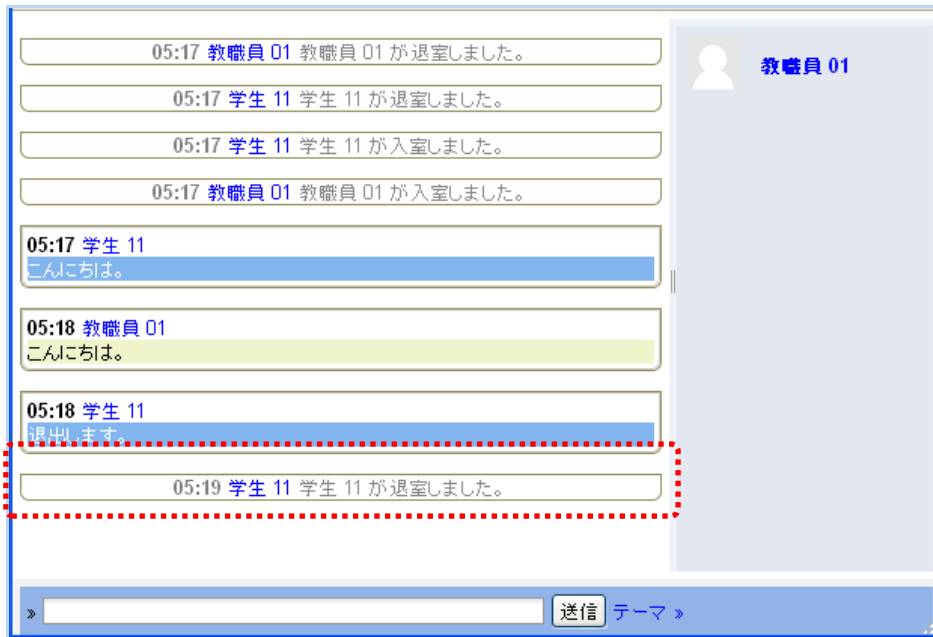 05:17 教職員 01 教職員 01 が退室しました。
05:17 学生 11 学生 11 が退室しました。
05:17 学生 11 学生 11 が入室しました。
05:17 教職員 01 教職員 01 が入室しました。
05:17 学生 11
こんにちは。
05:18 教職員 01
こんにちは。
05:18 学生 11
退出します。
05:19 学生 11 学生 11 が退室しました。
教職員 01
» 送信 テーマ »